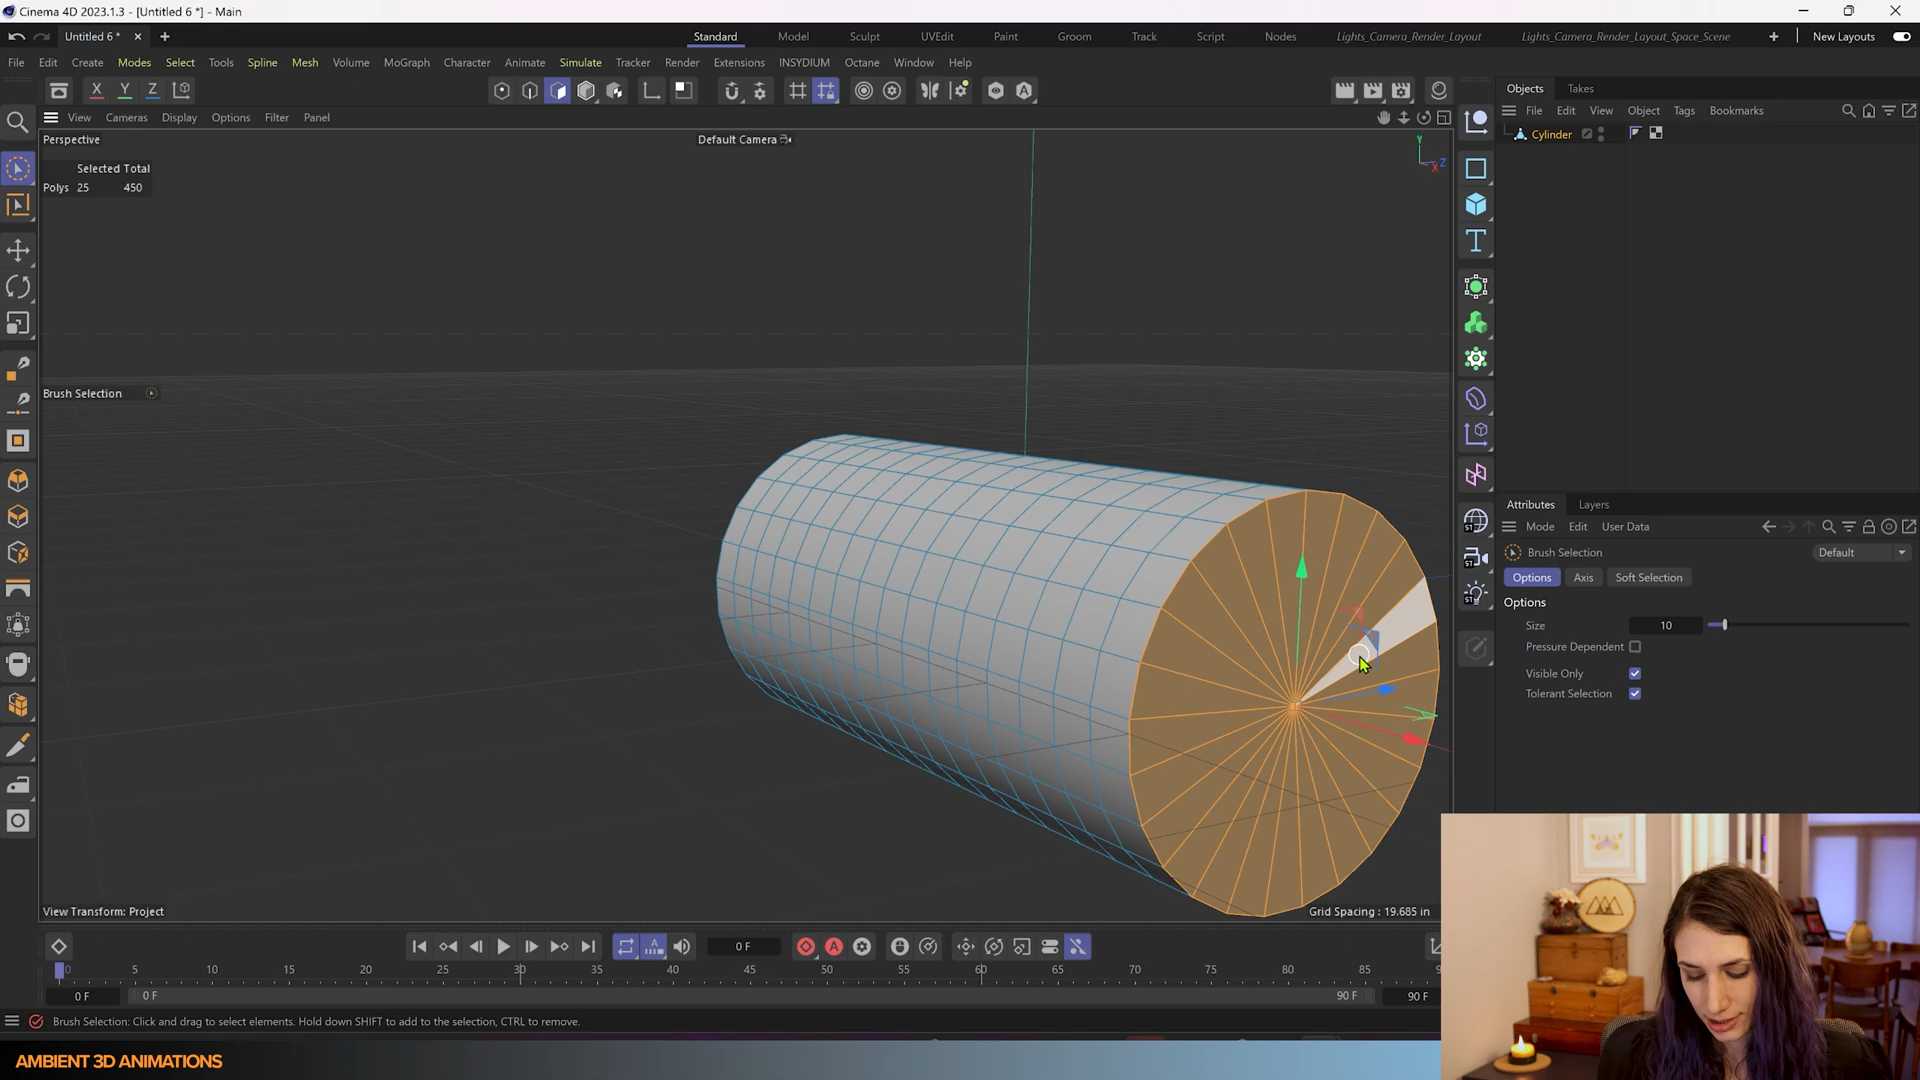 Cinema 4D 2023.1.3 - [Untitled 6 *] - Main
Untitled 6 * × +
Standard Model Sculpt UVEdit Paint Groom Track Script Nodes Lights_Camera_Render_Layout Lights_Camera_Render_Layout_Space_Scene + New Layouts
File Edit Create Modes Select Tools Spline Mesh Volume MoGraph Character Animate Simulate Tracker Render Extensions INSYDIUM Octane Window Help
X Y Z
Objects Takes
File Edit View Object Tags Bookmarks
View Cameras Display Options Filter Panel
Perspective
Default Camera
Y
Z
X
Cylinder
Selected Total
Polys 25 450
Brush Selection
Attributes Layers
Mode Edit User Data
Brush Selection
Default
Options Axis Soft Selection
Options
Size 10
Pressure Dependent
Visible Only
Tolerant Selection
View Transform: Project
Grid Spacing : 19.685 in
0 F
0 5 10 15 20 25 30 35 40 45 50 55 60 65 70 75 80 85 9
0 F 0 F 90 F 90 F
Brush Selection: Click and drag to select elements. Hold down SHIFT to add to the selection, CTRL to remove.
AMBIENT 3D ANIMATIONS